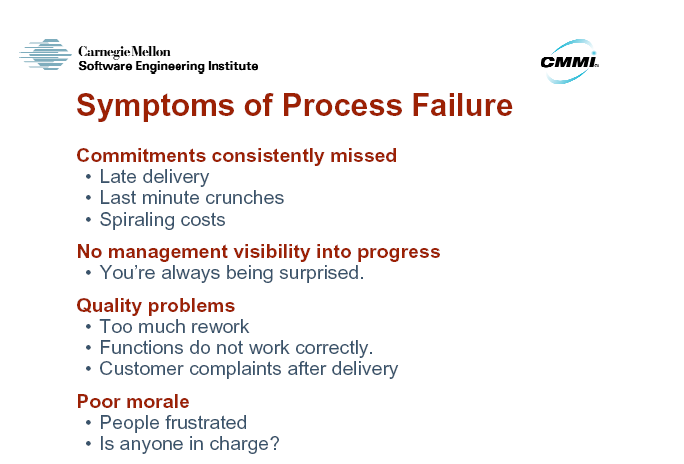 Carnegie Mellon
Software Engineering Institute
CMMI
Symptoms of Process Failure
Commitments consistently missed
• Late delivery
• Last minute crunches
• Spiraling costs
No management visibility into progress
• You're always being surprised.
Quality problems
• Too much rework
• Functions do not work correctly.
• Customer complaints after delivery
Poor morale
• People frustrated
• Is anyone in charge?